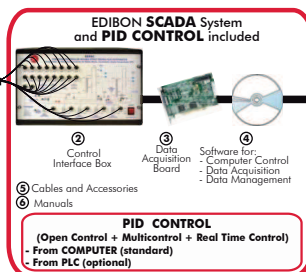 EDIBON SCADA System
and PID CONTROL included
2
Control
Interface Box
3
Data
Acquisition
Board
4
Software for:
- Computer Control
- Data Acquisition
- Data Management
5 Cables and Accessories
6 Manuals
PID CONTROL
(Open Control + Multicontrol + Real Time Control)
- From COMPUTER (standard)
- From PLC (optional)